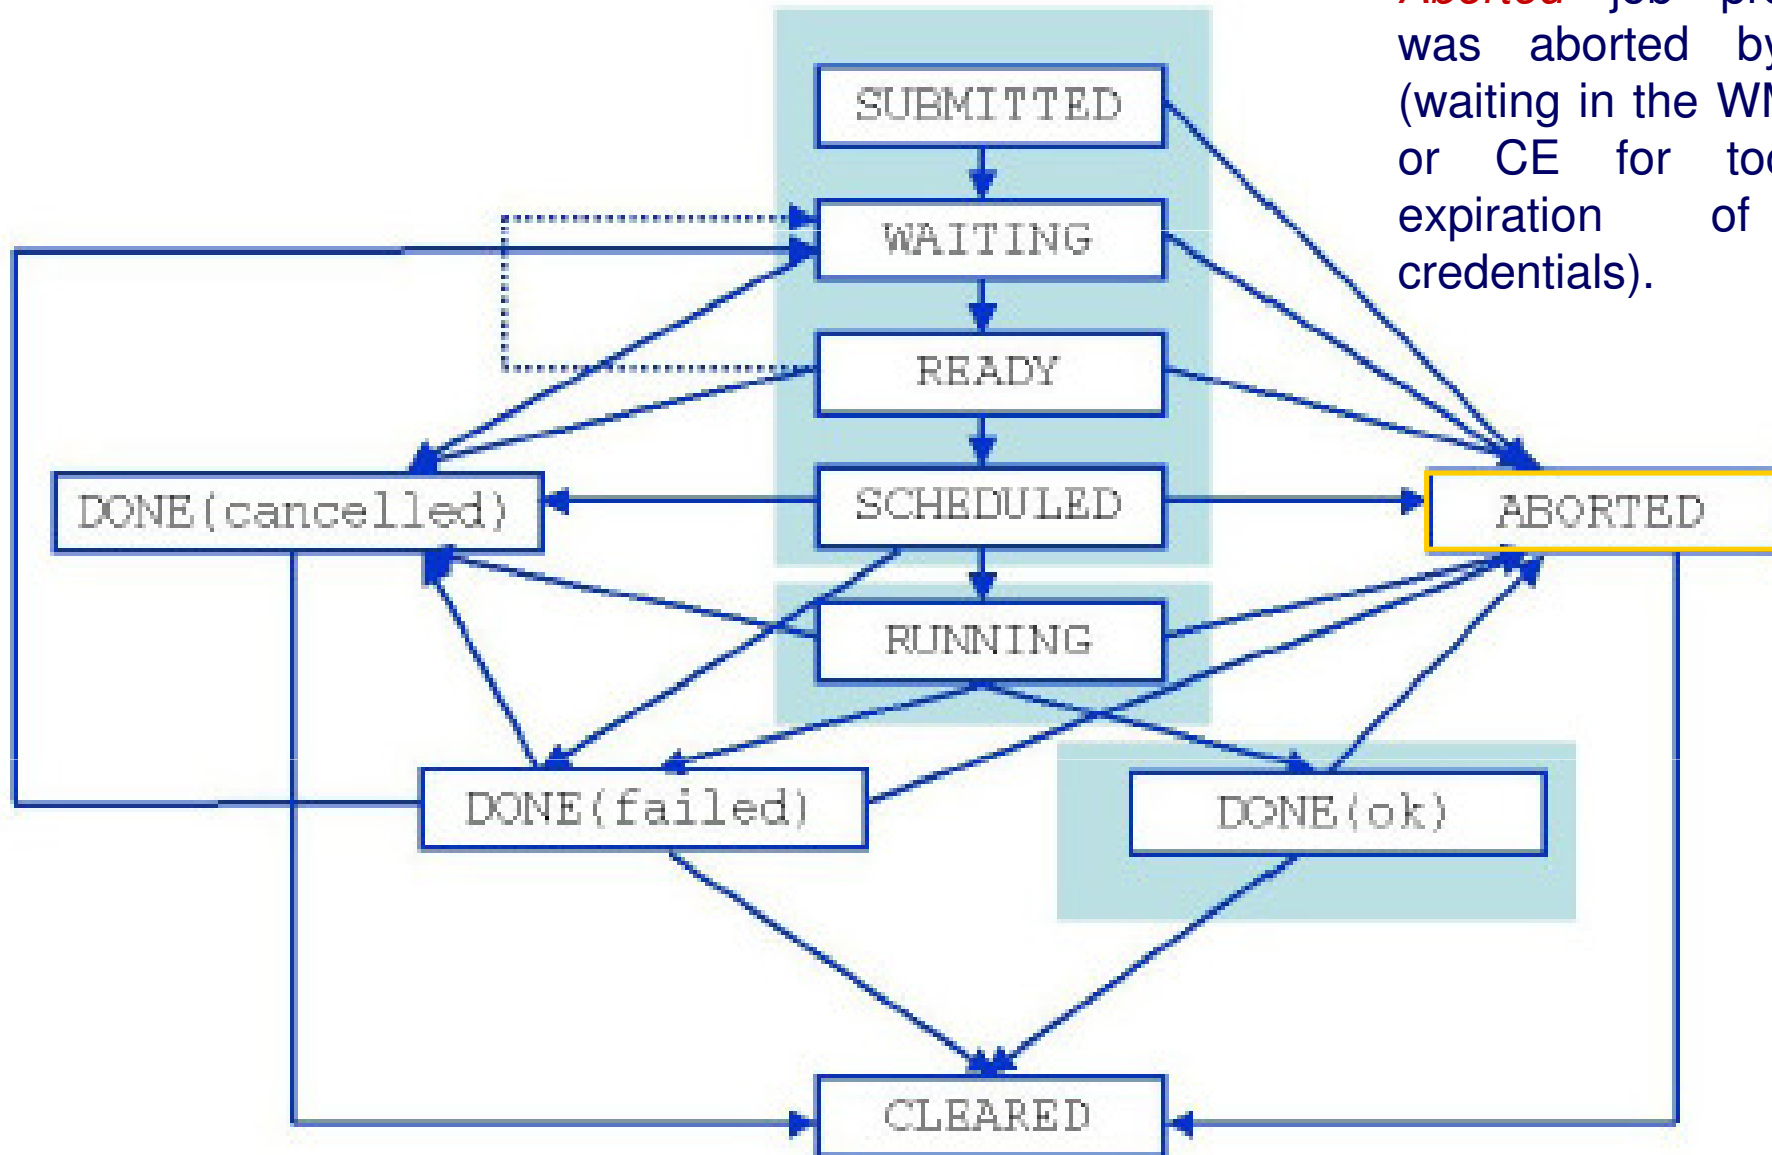 job
was aborted by
(waiting in the
or CE for
expiration of
credentials).
SUBMITTED
WAITING
READY
DONE(cancelled)
SCHEDULED
ABORTED
RUNNING
DONE(failed)
DONE(ok)
CLEARED